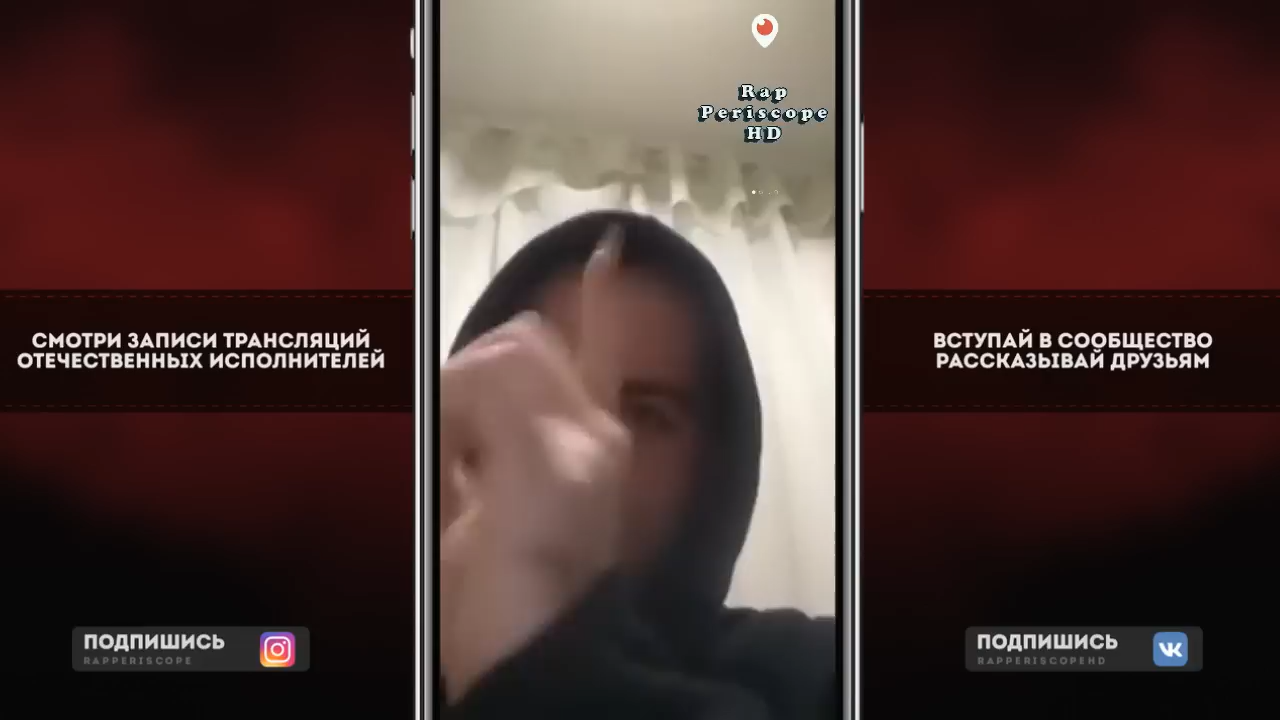 Rap
Periscope
HD
СМОТРИ ЗАПИСИ ТРАНСЛЯЦИЙ
ОТЕЧЕСТВЕННЫХ ИСПОЛНИТЕЛЕЙ
ВСТУПАЙ В СООБЩЕСТВО
РАССКАЗЫВАЙ ДРУЗЬЯМ
ПОДПИШИСЬ
RAPPERISCOPE
ПОДПИШИСЬ
RAPPERISCOPEHD